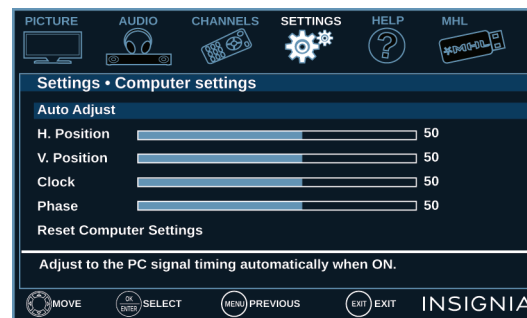 PICTURE AUDIO CHANNELS SETTINGS HELP MHL
MHL
Settings • Computer settings
Auto Adjust
H. Position 50
V. Position 50
Clock 50
Phase 50
Reset Computer Settings
Adjust to the PC signal timing automatically when ON.
MOVE OK ENTER SELECT MENU PREVIOUS EXIT EXIT INSIGNIA